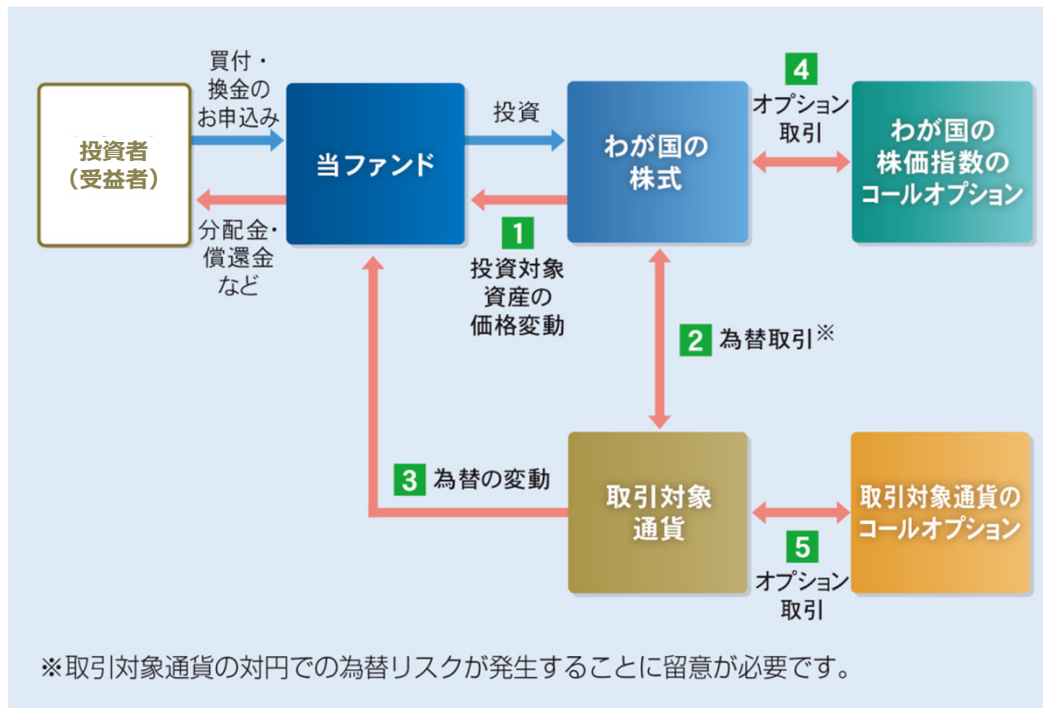 買付・
換金の
お申込み
投資者
（受益者）
分配金・
償還金
など
当ファンド
投資
1
投資対象
資産の
価格変動
わが国の
株式
4
オプション
取引
わが国の
株価指数の
コールオプション
2 為替取引※
3 為替の変動
取引対象
通貨
5
オプション
取引
取引対象通貨の
コールオプション
※取引対象通貨の対円での為替リスクが発生することに留意が必要です。